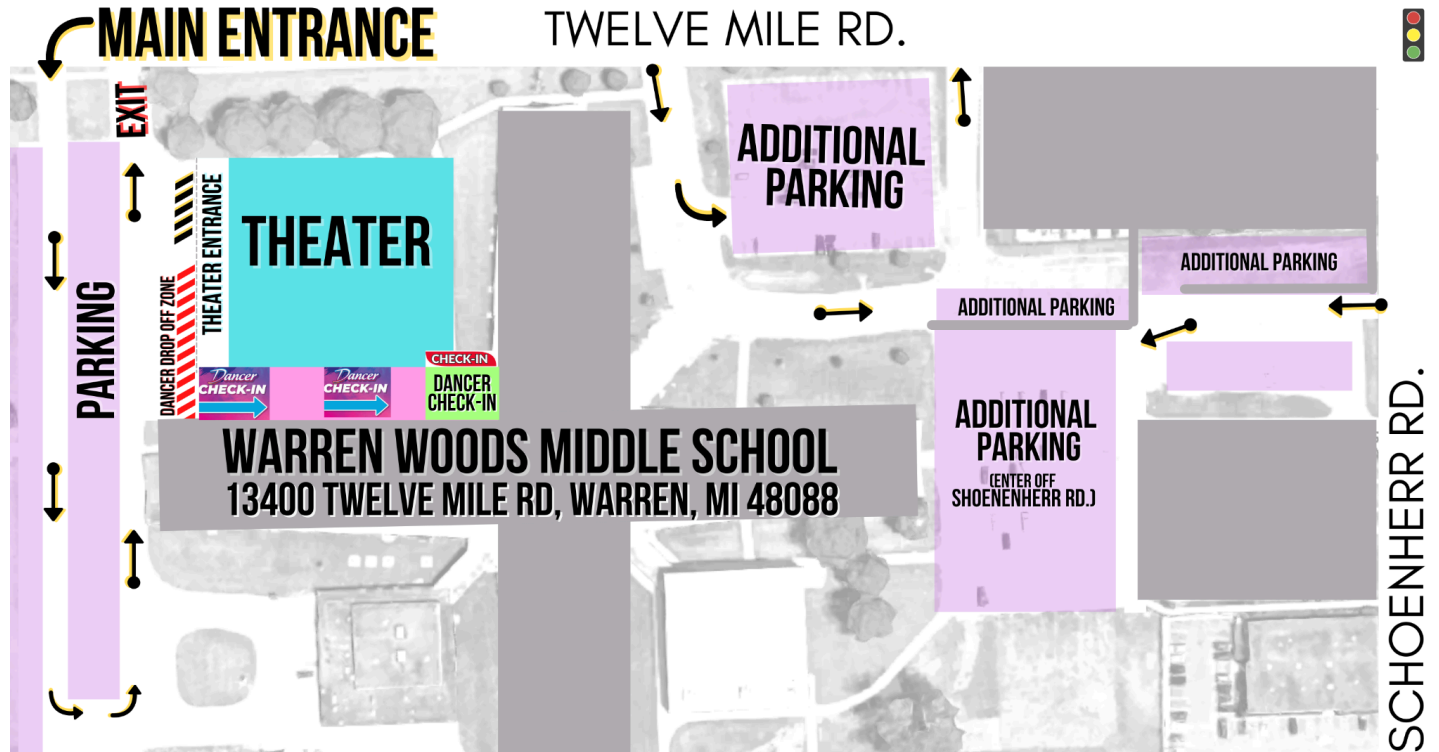 MAIN ENTRANCE
TWELVE MILE RD.
EXIT
PARKING
DANCER DROP OFF ZONE
THEATER ENTRANCE
THEATER
Dancer
CHECK-IN
Dancer
CHECK-IN
CHECK-IN
DANCER
CHECK-IN
WARREN WOODS MIDDLE SCHOOL
13400 TWELVE MILE RD, WARREN, MI 48088
ADDITIONAL
PARKING
ADDITIONAL PARKING
ADDITIONAL PARKING
ADDITIONAL
PARKING
(ENTER OFF
SHOENENHERR RD.)
SCHOENHERR RD.